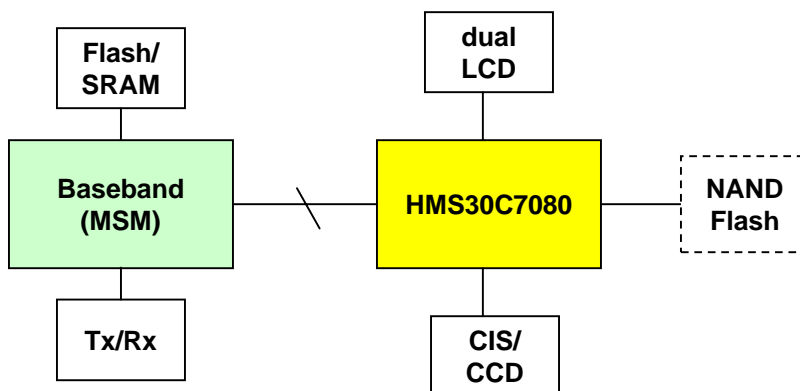 Flash/
SRAM
dual
LCD
Baseband
(MSM)
HMS30C7080
NAND
Flash
Tx/Rx
CIS/
CCD